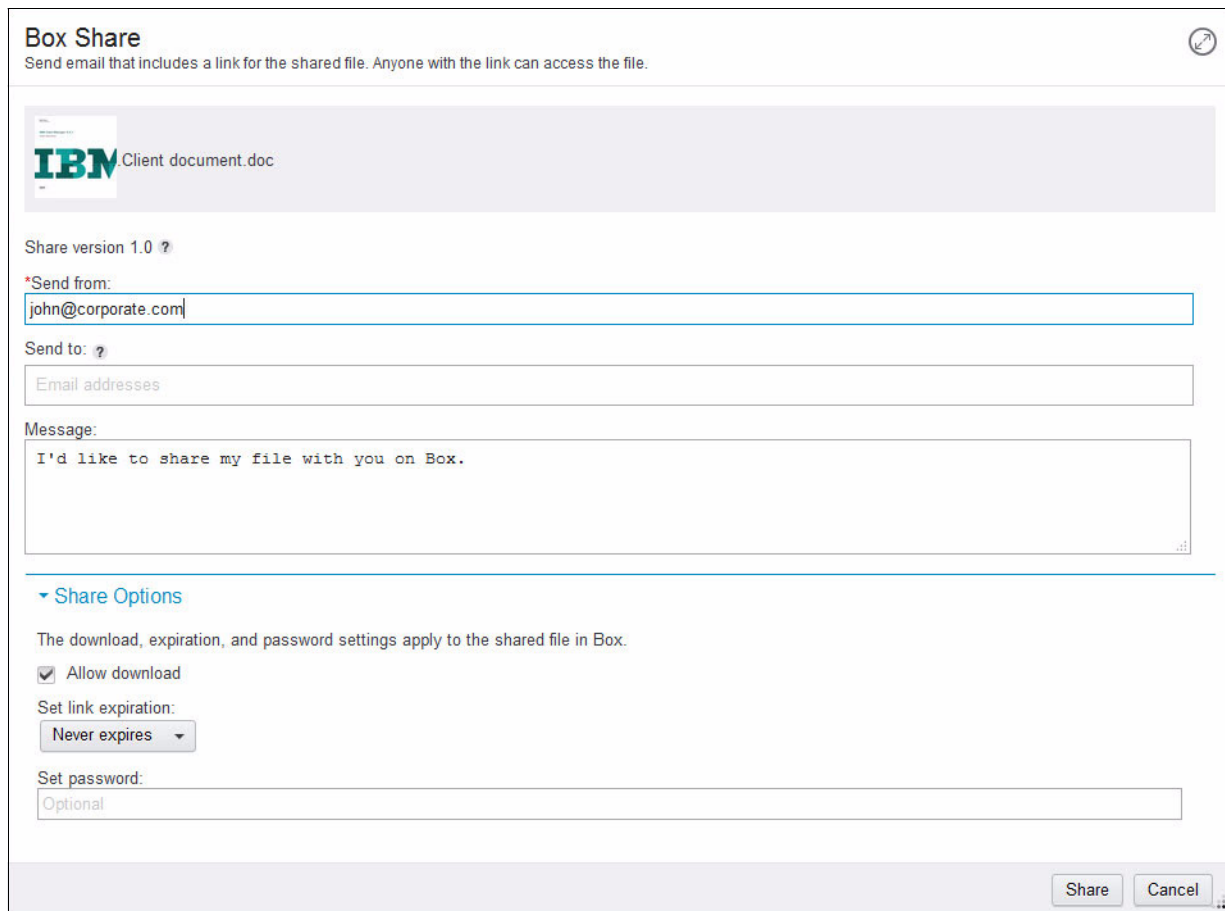 Box Share
Send email that includes a link for the shared file. Anyone with the link can access the file.
IBM
Client document.doc
Share version 1.0 ?
*Send from:
john@corporate.com
Send to: ?
Email addresses
Message:
I'd like to share my file with you on Box.
Share Options
The download, expiration, and password settings apply to the shared file in Box.
Allow download
Set link expiration:
Never expires
Set password:
Optional
Share Cancel